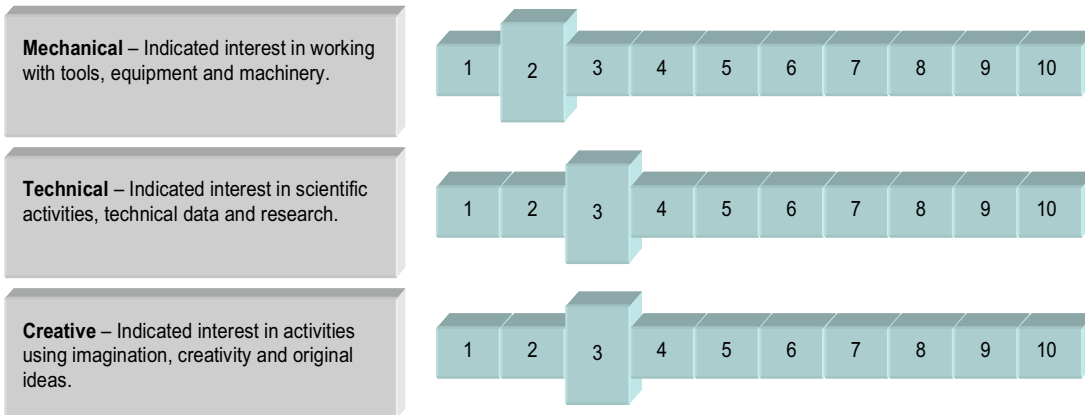 Mechanical – Indicated interest in working
with tools, equipment and machinery.
1 2 3 4 5 6 7 8 9 10
Technical – Indicated interest in scientific
activities, technical data and research.
1 2 3 4 5 6 7 8 9 10
Creative – Indicated interest in activities
using imagination, creativity and original
ideas.
1 2 3 4 5 6 7 8 9 10